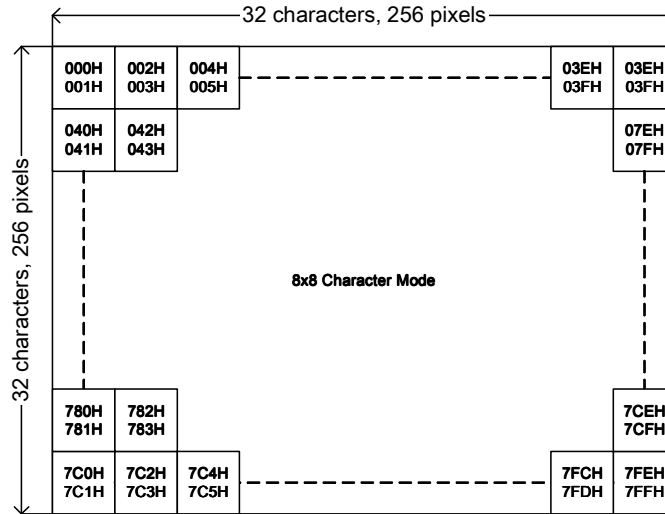 32 characters, 256 pixels
32 characters, 256 pixels
000H 002H 004H 03EH 03EH
001H 003H 005H 03FH 03FH
040H 042H 07EH
041H 043H 07FH
8x8 Character Mode
780H 782H 7CEH
781H 783H 7CFH
7C0H 7C2H 7C4H 7FCH 7FEH
7C1H 7C3H 7C5H 7FDH 7FFH